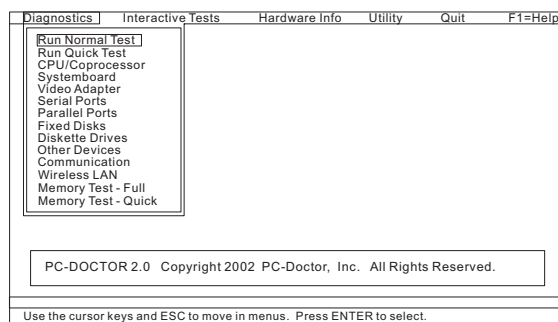 Diagnostics Interactive Tests Hardware Info Utility Quit F1=Help
Run Normal Test
Run Quick Test
CPU/Coprocessor
Systemboard
Video Adapter
Serial Ports
Parallel Ports
Fixed Disks
Diskette Drives
Other Devices
Communication
Wireless LAN
Memory Test - Full
Memory Test - Quick
PC-DOCTOR 2.0 Copyright 2002 PC-Doctor, Inc. All Rights Reserved.
Use the cursor keys and ESC to move in menus. Press ENTER to select.